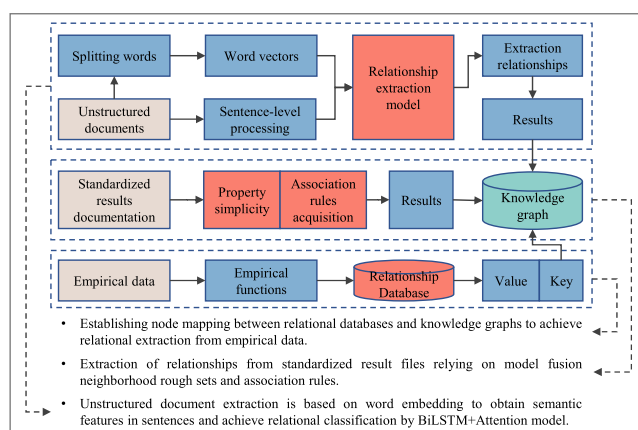 Splitting words
Word vectors
Relationship
extraction
model
Extraction
relationships
Unstructured
documents
Sentence-level
processing
Results
Standardized
results
documentation
Property
simplicity
Association
rules
acquisition
Results
Knowledge
graph
Empirical data
Empirical
functions
Relationship
Database
Value
Key
• Establishing node mapping between relational databases and knowledge graphs to achieve
relational extraction from empirical data.
• Extraction of relationships from standardized result files relying on model fusion
neighborhood rough sets and association rules.
• Unstructured document extraction is based on word embedding to obtain semantic
features in sentences and achieve relational classification by BiLSTM+Attention model.